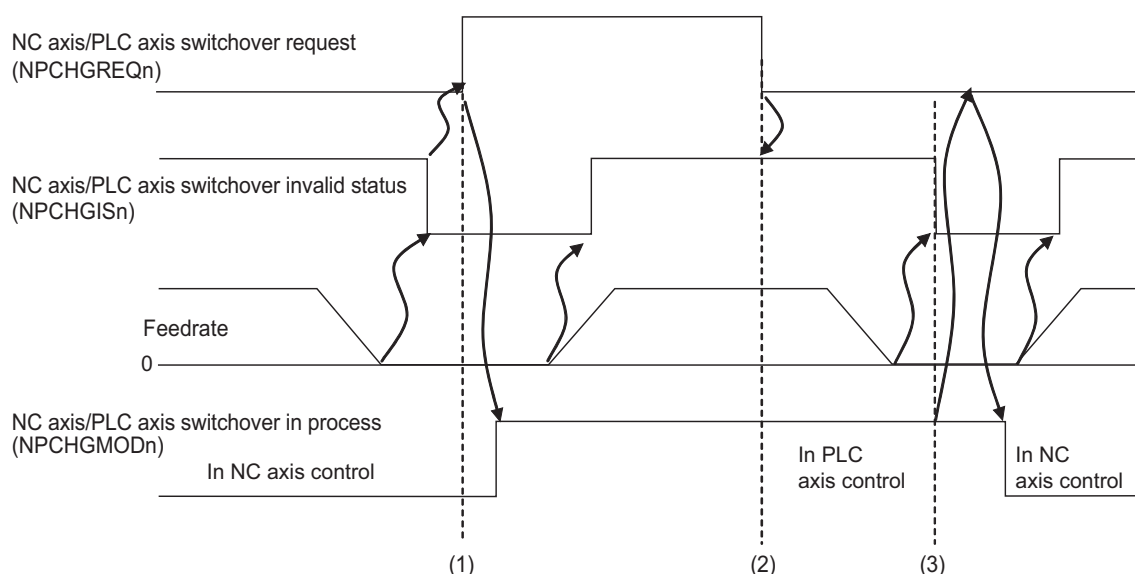 NC axis/PLC axis switchover request
(NPCHGREQn)
NC axis/PLC axis switchover invalid status
(NPCHGISn)
Feedrate
0
NC axis/PLC axis switchover in process
(NPCHGMODn)
In NC axis control
In PLC
axis control
In NC
axis control
(1)
(2)
(3)